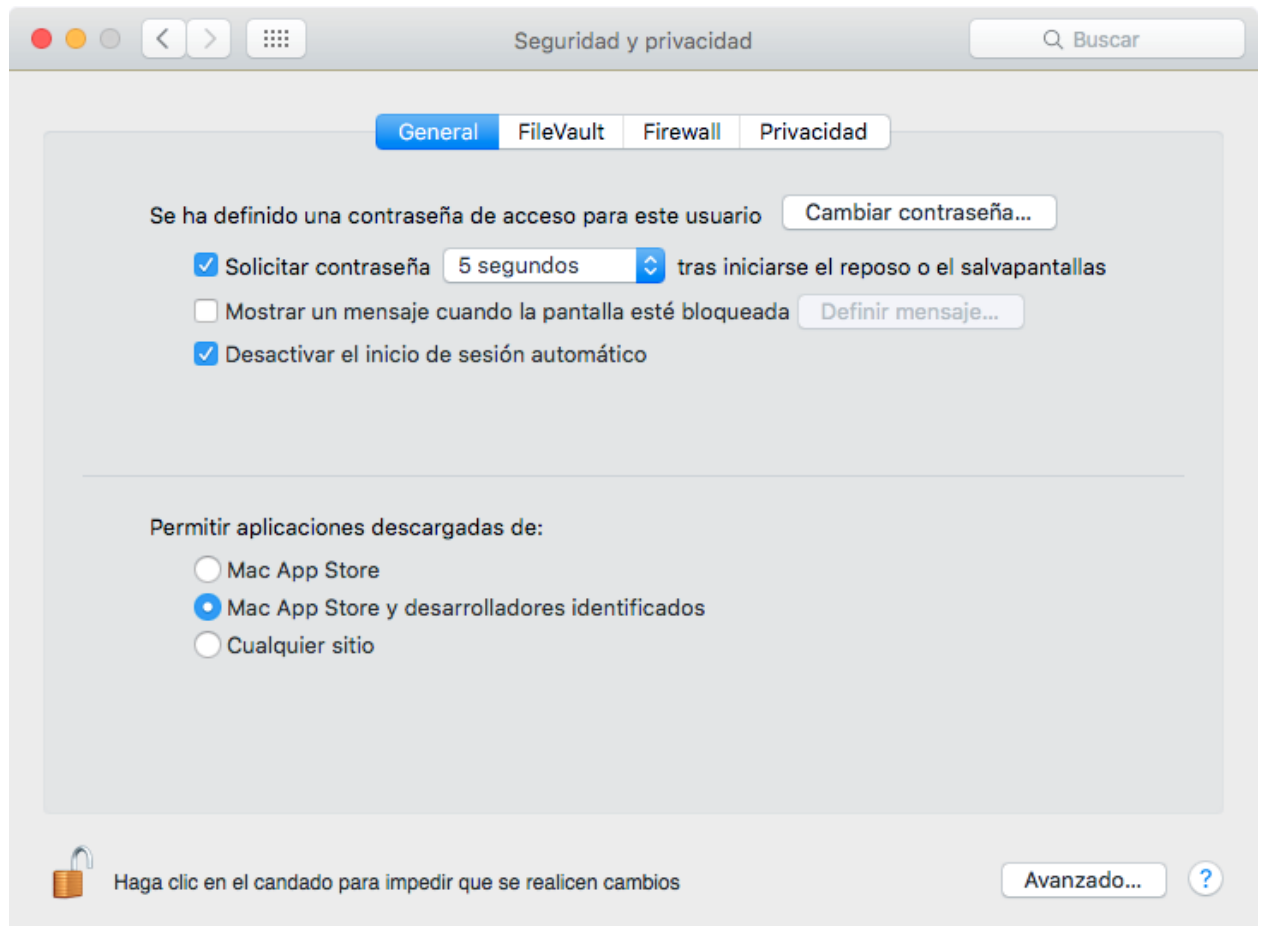 Seguridad y privacidad
Buscar
General FileVault Firewall Privacidad
Se ha definido una contraseña de acceso para este usuario Cambiar contraseña...
Solicitar contraseña 5 segundos tras iniciarse el reposo o el salvapantallas
Mostrar un mensaje cuando la pantalla esté bloqueada Definir mensaje...
Desactivar el inicio de sesión automático
Permitir aplicaciones descargadas de:
Mac App Store
Mac App Store y desarrolladores identificados
Cualquier sitio
Haga clic en el candado para impedir que se realicen cambios
Avanzado... ?